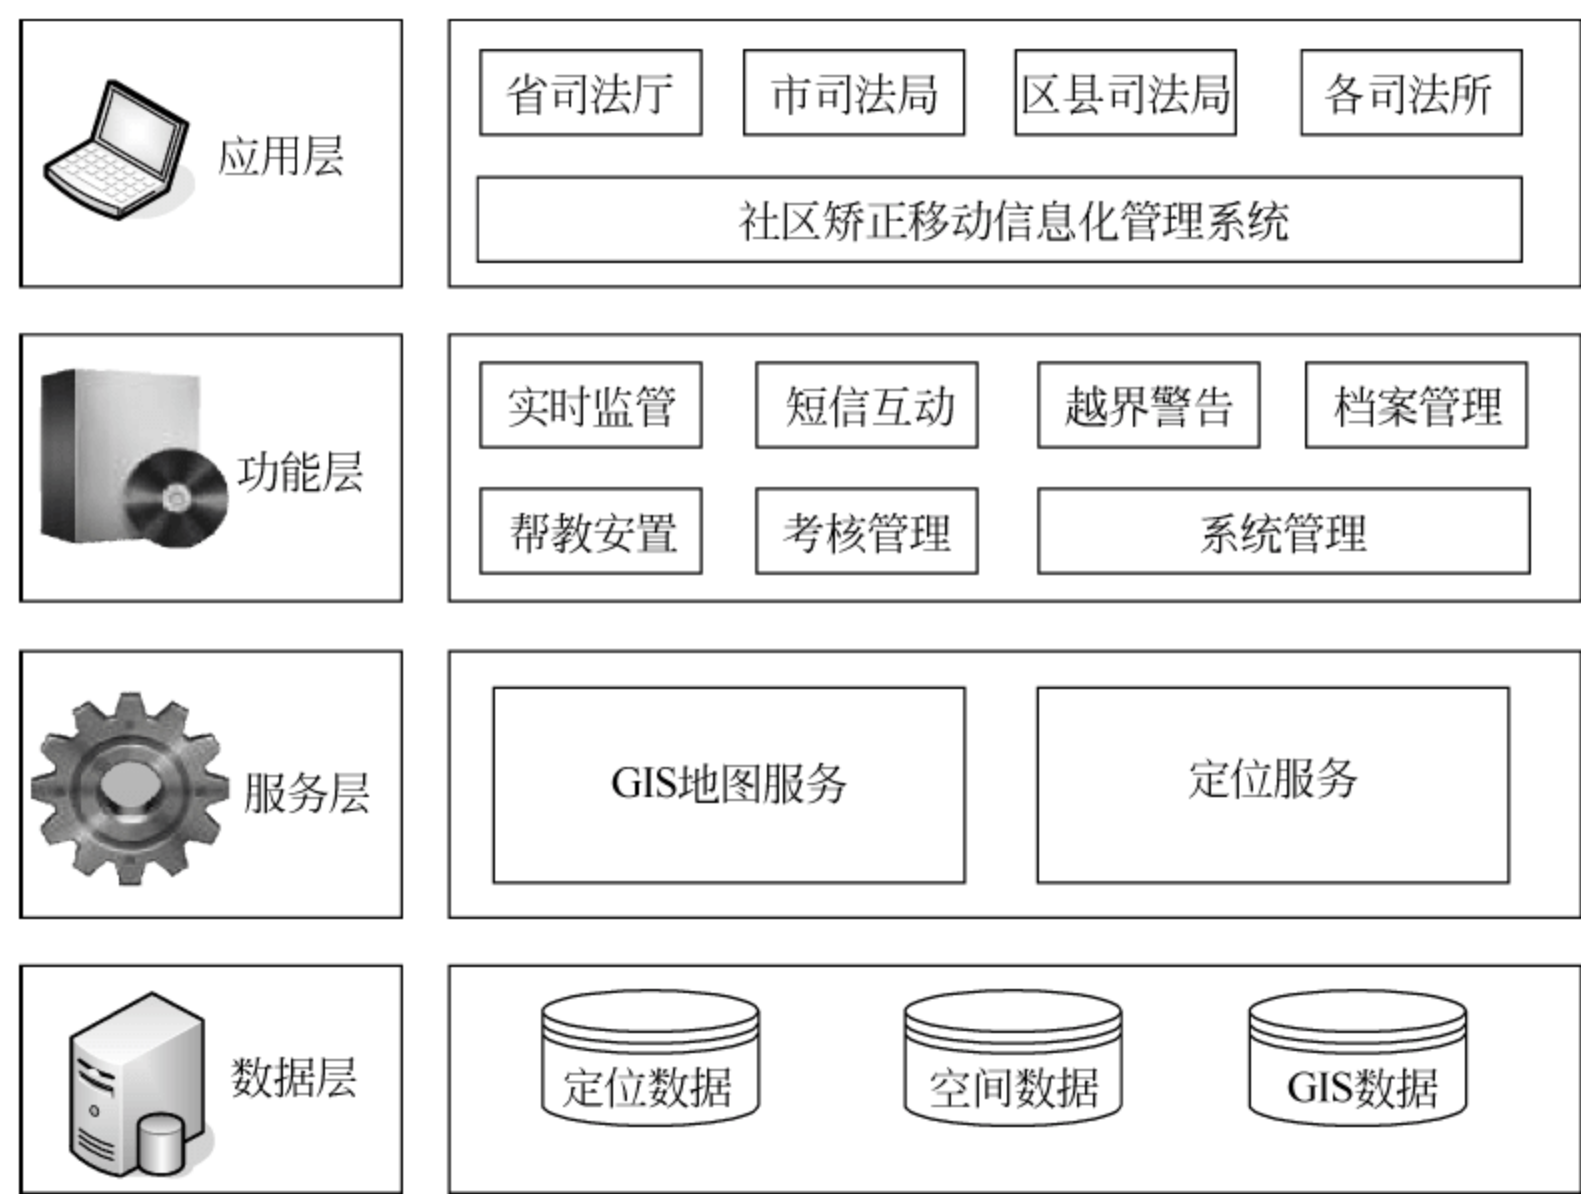 应用层
省司法厅
市司法局
区县司法局
各司法所
社区矫正移动信息化管理系统
功能层
实时监管
短信互动
越界警告
档案管理
帮教安置
考核管理
系统管理
服务层
GIS地图服务
定位服务
数据层
定位数据
空间数据
GIS数据